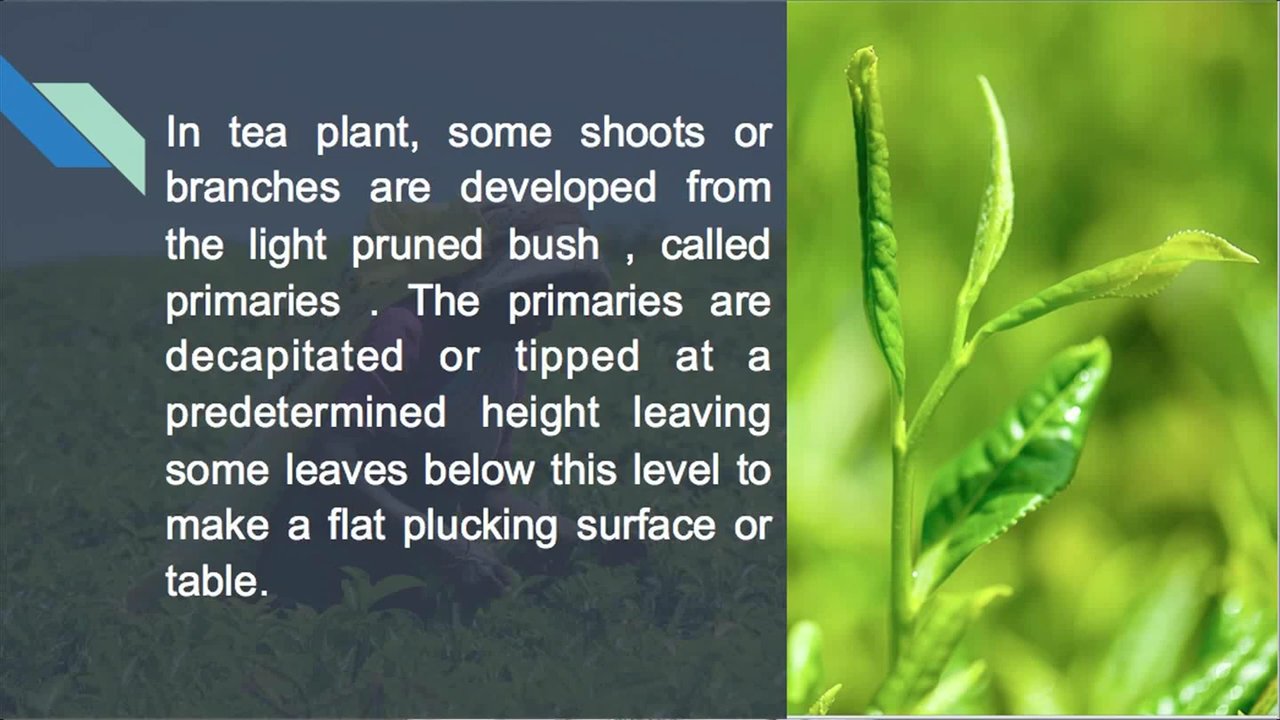 In tea plant, some shoots or
branches are developed from
the light pruned bush , called
primaries . The primaries are
decapitated or tipped at a
predetermined height leaving
some leaves below this level to
make a flat plucking surface or
table.